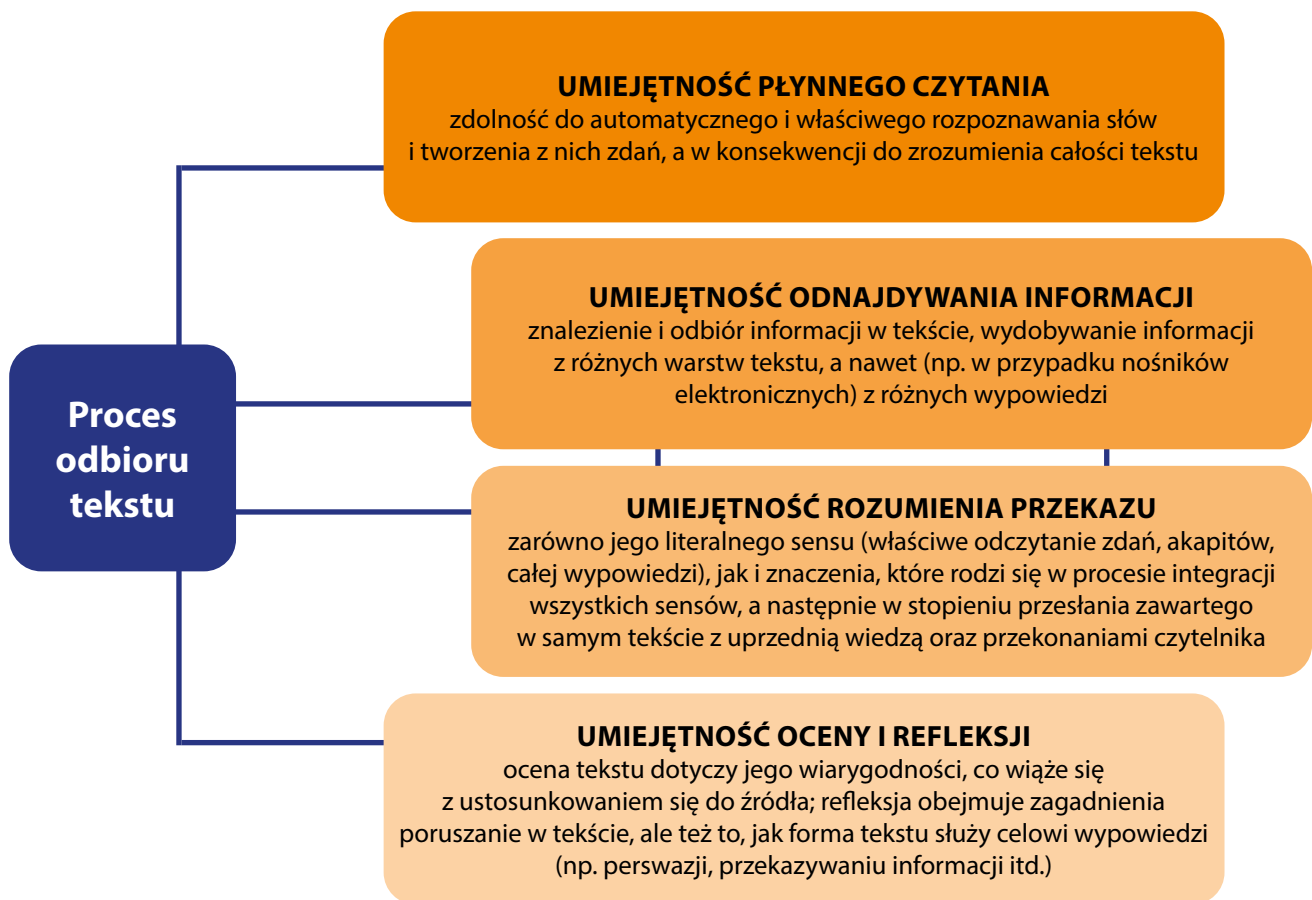 UMIEJĘTNOŚĆ PŁYNNEGO CZYTANIA
zdolność do automatycznego i właściwego rozpoznawania słów
i tworzenia z nich zdań, a w konsekwencji do zrozumienia całości tekstu
UMIEJĘTNOŚĆ ODNAJDYWANIA INFORMACJI
znalezienie i odbiór informacji w tekście, wydobywanie informacji
z różnych warstw tekstu, a nawet (np. w przypadku nośników
elektronicznych) z różnych wypowiedzi
Proces
odbioru
tekstu
UMIEJĘTNOŚĆ ROZUMIENIA PRZEKAZU
zarówno jego literalnego sensu (właściwe odczytanie zdań, akapitów,
całej wypowiedzi), jak i znaczenia, które rodzi się w procesie integracji
wszystkich sensów, a następnie w stopieniu przesłania zawartego
w samym tekście z uprzednią wiedzą oraz przekonaniami czytelnika
UMIEJĘTNOŚĆ OCENY I REFLEKSJI
ocena tekstu dotyczy jego wiarygodności, co wiąże się
z ustosunkowaniem się do źródła; refleksja obejmuje zagadnienia
poruszanie w tekście, ale też to, jak forma tekstu służy celowi wypowiedzi
(np. perswazji, przekazywaniu informacji itd.)